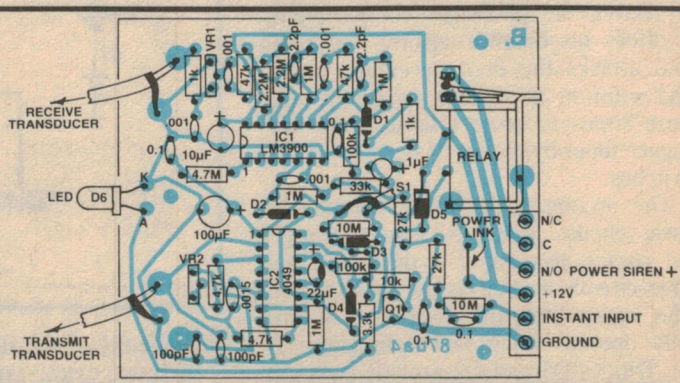 B.
1k
VR1
.001
47k
2.2M
2.2M
2.2pF
1M
.001
47k
2.2pF
1M
RECEIVE
TRANSDUCER
.001
0.1
10µF
IC1
LM3900
0.1
100k
D1
1k
RELAY
4.7M
1
.001
1M
33k
1µF
S1
LED
D6
K
A
100µF
D2
27k
D5
POWER
LINK
10M
D3
1
IC2
4049
100k
10k
27k
VR2
4.7k
.0015
22µF
D4
1M
3.3k
Q1
0.1
10M
0.1
TRANSMIT
TRANSDUCER
100pF
100pF
4.7k
87ua4
N/C
C
N/O POWER SIREN +
+12V
INSTANT INPUT
GROUND